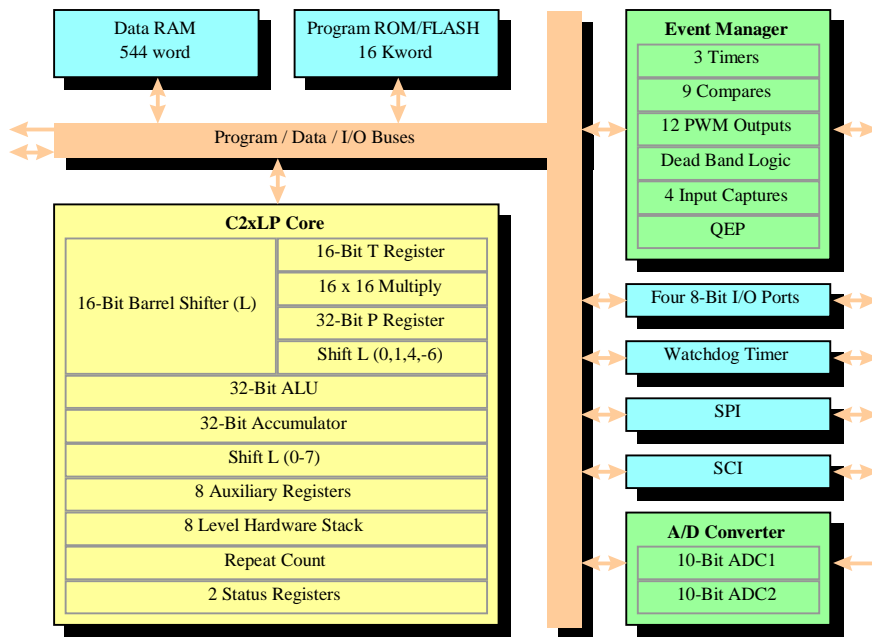 Data RAM
544 word
Program ROM/FLASH
16 Kword
Program / Data / I/O Buses
C2xLP Core
16-Bit Barrel Shifter (L)
16-Bit T Register
16 x 16 Multiply
32-Bit P Register
Shift L (0,1,4,-6)
32-Bit ALU
32-Bit Accumulator
Shift L (0-7)
8 Auxiliary Registers
8 Level Hardware Stack
Repeat Count
2 Status Registers
Event Manager
3 Timers
9 Compares
12 PWM Outputs
Dead Band Logic
4 Input Captures
QEP
Four 8-Bit I/O Ports
Watchdog Timer
SPI
SCI
A/D Converter
10-Bit ADC1
10-Bit ADC2